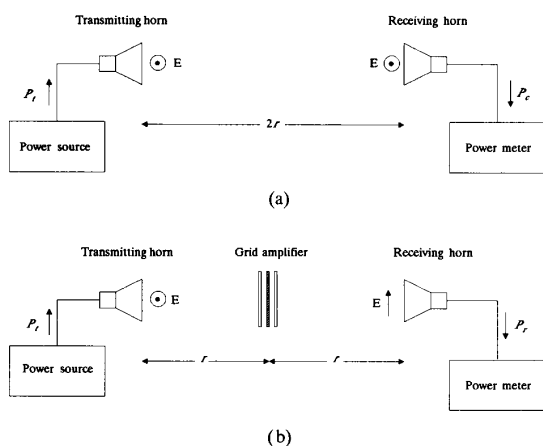 Transmitting horn Receiving horn
E E
P_t P_c
2r
Power source Power meter
(a)
Transmitting horn Grid amplifier Receiving horn
E E
P_t P_r
r r
Power source Power meter
(b)